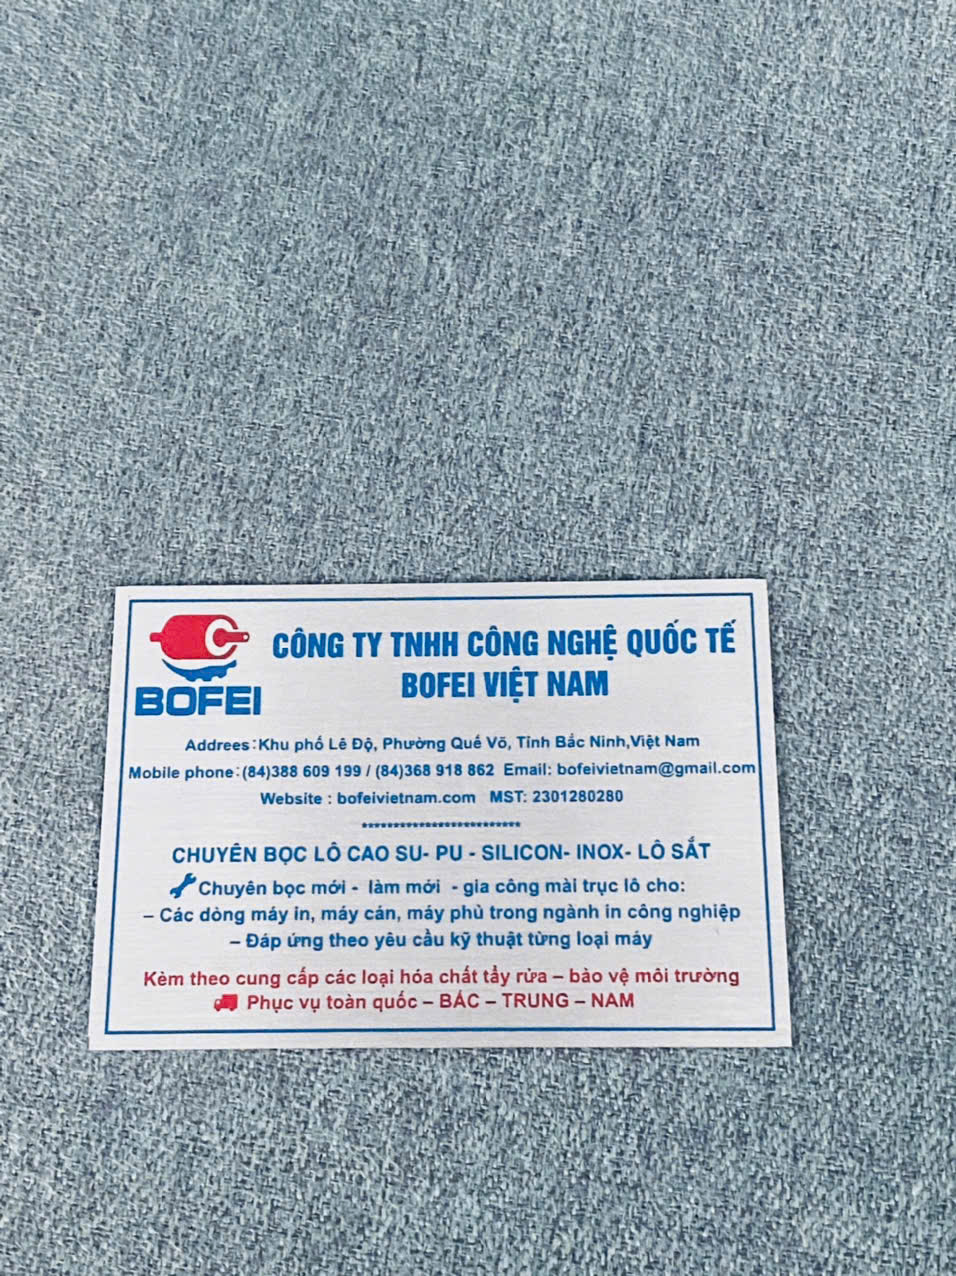 BOFEI
CÔNG TY TNHH CÔNG NGHỆ QUỐC TẾ
BOFEI VIỆT NAM
Addrees:Khu phố Lê Độ, Phường Quế Võ, Tỉnh Bắc Ninh,Việt Nam
Mobile phone:(84)388 609 199 / (84)368 918 862 Email: bofeivietnam@gmail.com
Website : bofeivietnam.com MST: 2301280280
*************************
CHUYÊN BỌC LÔ CAO SU- PU - SILICON- INOX- LÔ SẮT
Chuyên bọc mới - làm mới - gia công mài trục lô cho:
– Các dòng máy in, máy cán, máy phủ trong ngành in công nghiệp
– Đáp ứng theo yêu cầu kỹ thuật từng loại máy
Kèm theo cung cấp các loại hóa chất tẩy rửa – bảo vệ môi trường
Phục vụ toàn quốc – BẮC – TRUNG – NAM